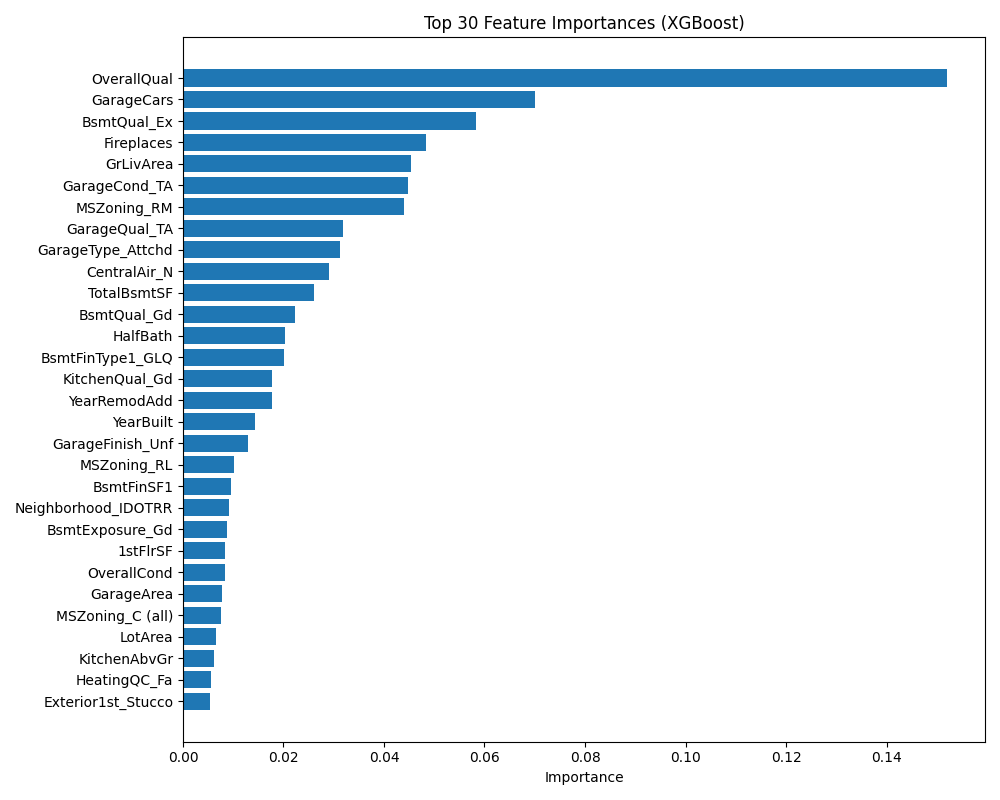 Top 30 Feature Importances (XGBoost)
OverallQual
GarageCars
BsmtQual_Ex
Fireplaces
GrLivArea
GarageCond_TA
MSZoning_RM
GarageQual_TA
GarageType_Attchd
CentralAir_N
TotalBsmtSF
BsmtQual_Gd
HalfBath
BsmtFinType1_GLQ
KitchenQual_Gd
YearRemodAdd
YearBuilt
GarageFinish_Unf
MSZoning_RL
BsmtFinSF1
Neighborhood_IDOTRR
BsmtExposure_Gd
1stFlrSF
OverallCond
GarageArea
MSZoning_C (all)
LotArea
KitchenAbvGr
HeatingQC_Fa
Exterior1st_Stucco
0.00 0.02 0.04 0.06 0.08 0.10 0.12 0.14
Importance